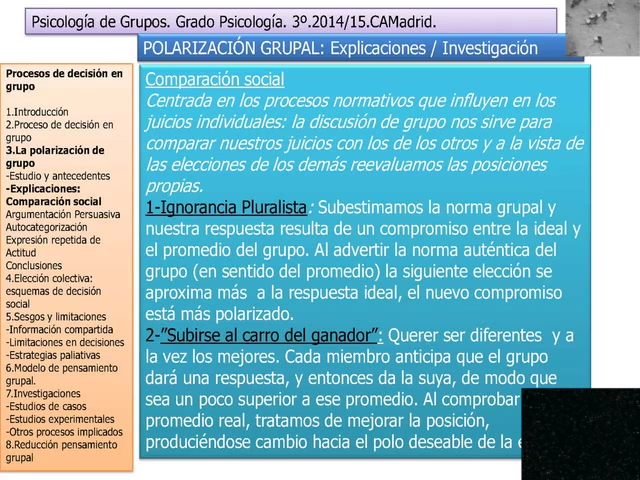 Psicología de Grupos. Grado Psicología. 3º.2014/15.CAMadrid.
POLARIZACIÓN GRUPAL: Explicaciones / Investigación
Procesos de decisión en
grupo
1.Introducción
2.Proceso de decisión en
grupo
3.La polarización de
grupo
-Estudio y antecedentes
-Explicaciones:
Comparación social
Argumentación Persuasiva
Autocategorización
Expresión repetida de
Actitud
Conclusiones
4.Elección colectiva:
esquemas de decisión
social
5.Sesgos y limitaciones
-Información compartida
-Limitaciones en decisiones
-Estrategias paliativas
6.Modelo de pensamiento
grupal.
7.Investigaciones
-Estudios de casos
-Estudios experimentales
-Otros procesos implicados
8.Reducción pensamiento
grupal
Comparación social
Centrada en los procesos normativos que influyen en los
juicios individuales: la discusión de grupo nos sirve para
comparar nuestros juicios con los de los otros y a la vista de
las elecciones de los demás reevaluamos las posiciones
propias.
1-Ignorancia Pluralista: Subestimamos la norma grupal y
nuestra respuesta resulta de un compromiso entre la ideal y
el promedio del grupo. Al advertir la norma auténtica del
grupo (en sentido del promedio) la siguiente elección se
aproxima más a la respuesta ideal, el nuevo compromiso
está más polarizado.
2-”Subirse al carro del ganador”: Querer ser diferentes y a
la vez los mejores. Cada miembro anticipa que el grupo
dará una respuesta, y entonces da la suya, de modo que
sea un poco superior a ese promedio. Al comprobar
promedio real, tratamos de mejorar la posición,
produciéndose cambio hacia el polo deseable de la